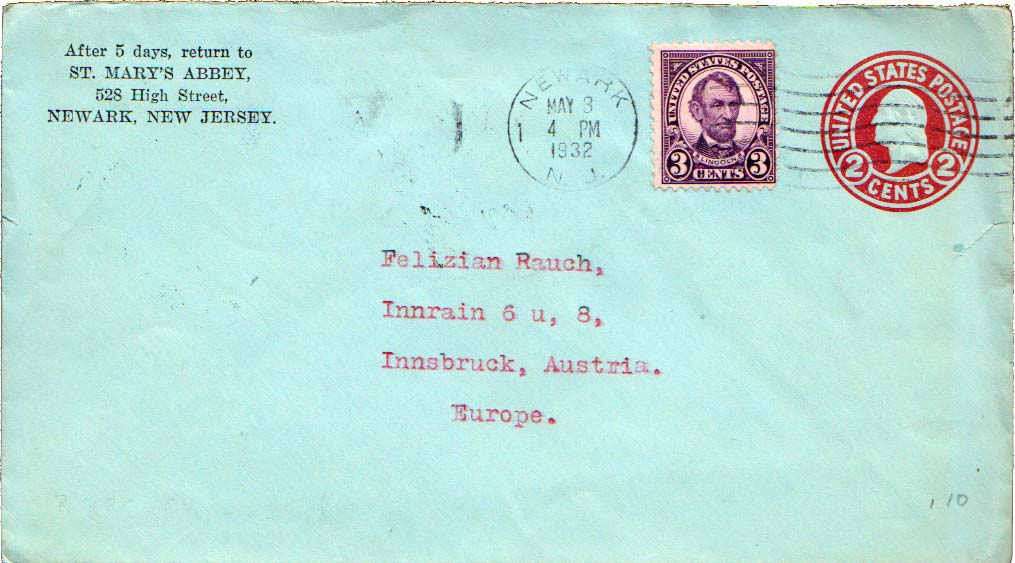 After 5 days, return to
ST. MARY'S ABBEY,
528 High Street,
NEWARK, NEW JERSEY.
NEWARK
MAY 3
4 PM
1
1932
N. J.
UNITED STATES POSTAGE
LINCOLN
3 CENTS 3
UNITED STATES POSTAGE
2 CENTS 2
Felizian Rauch,
Innrain 6 u, 8,
Innsbruck, Austria.
Europe.
,10